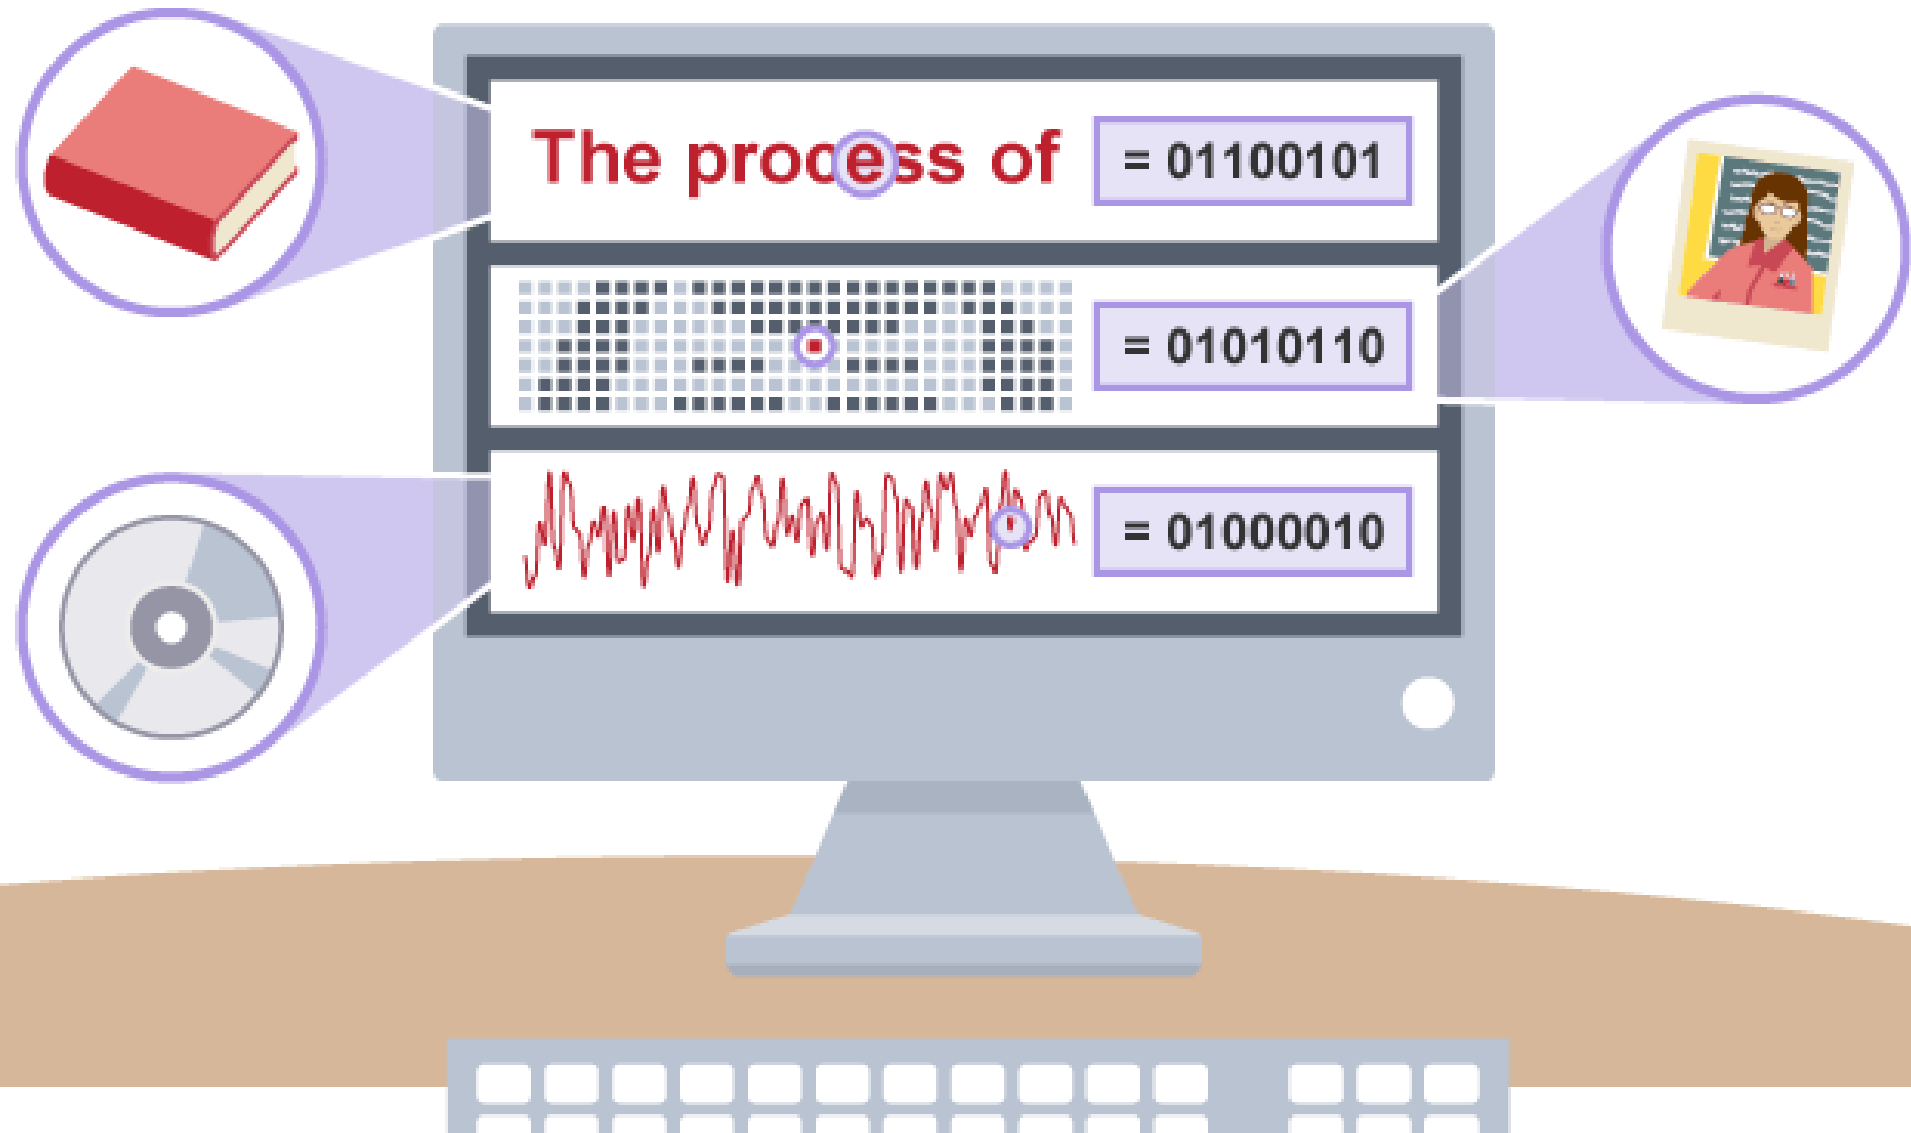 The process of = 01100101
= 01010110
= 01000010